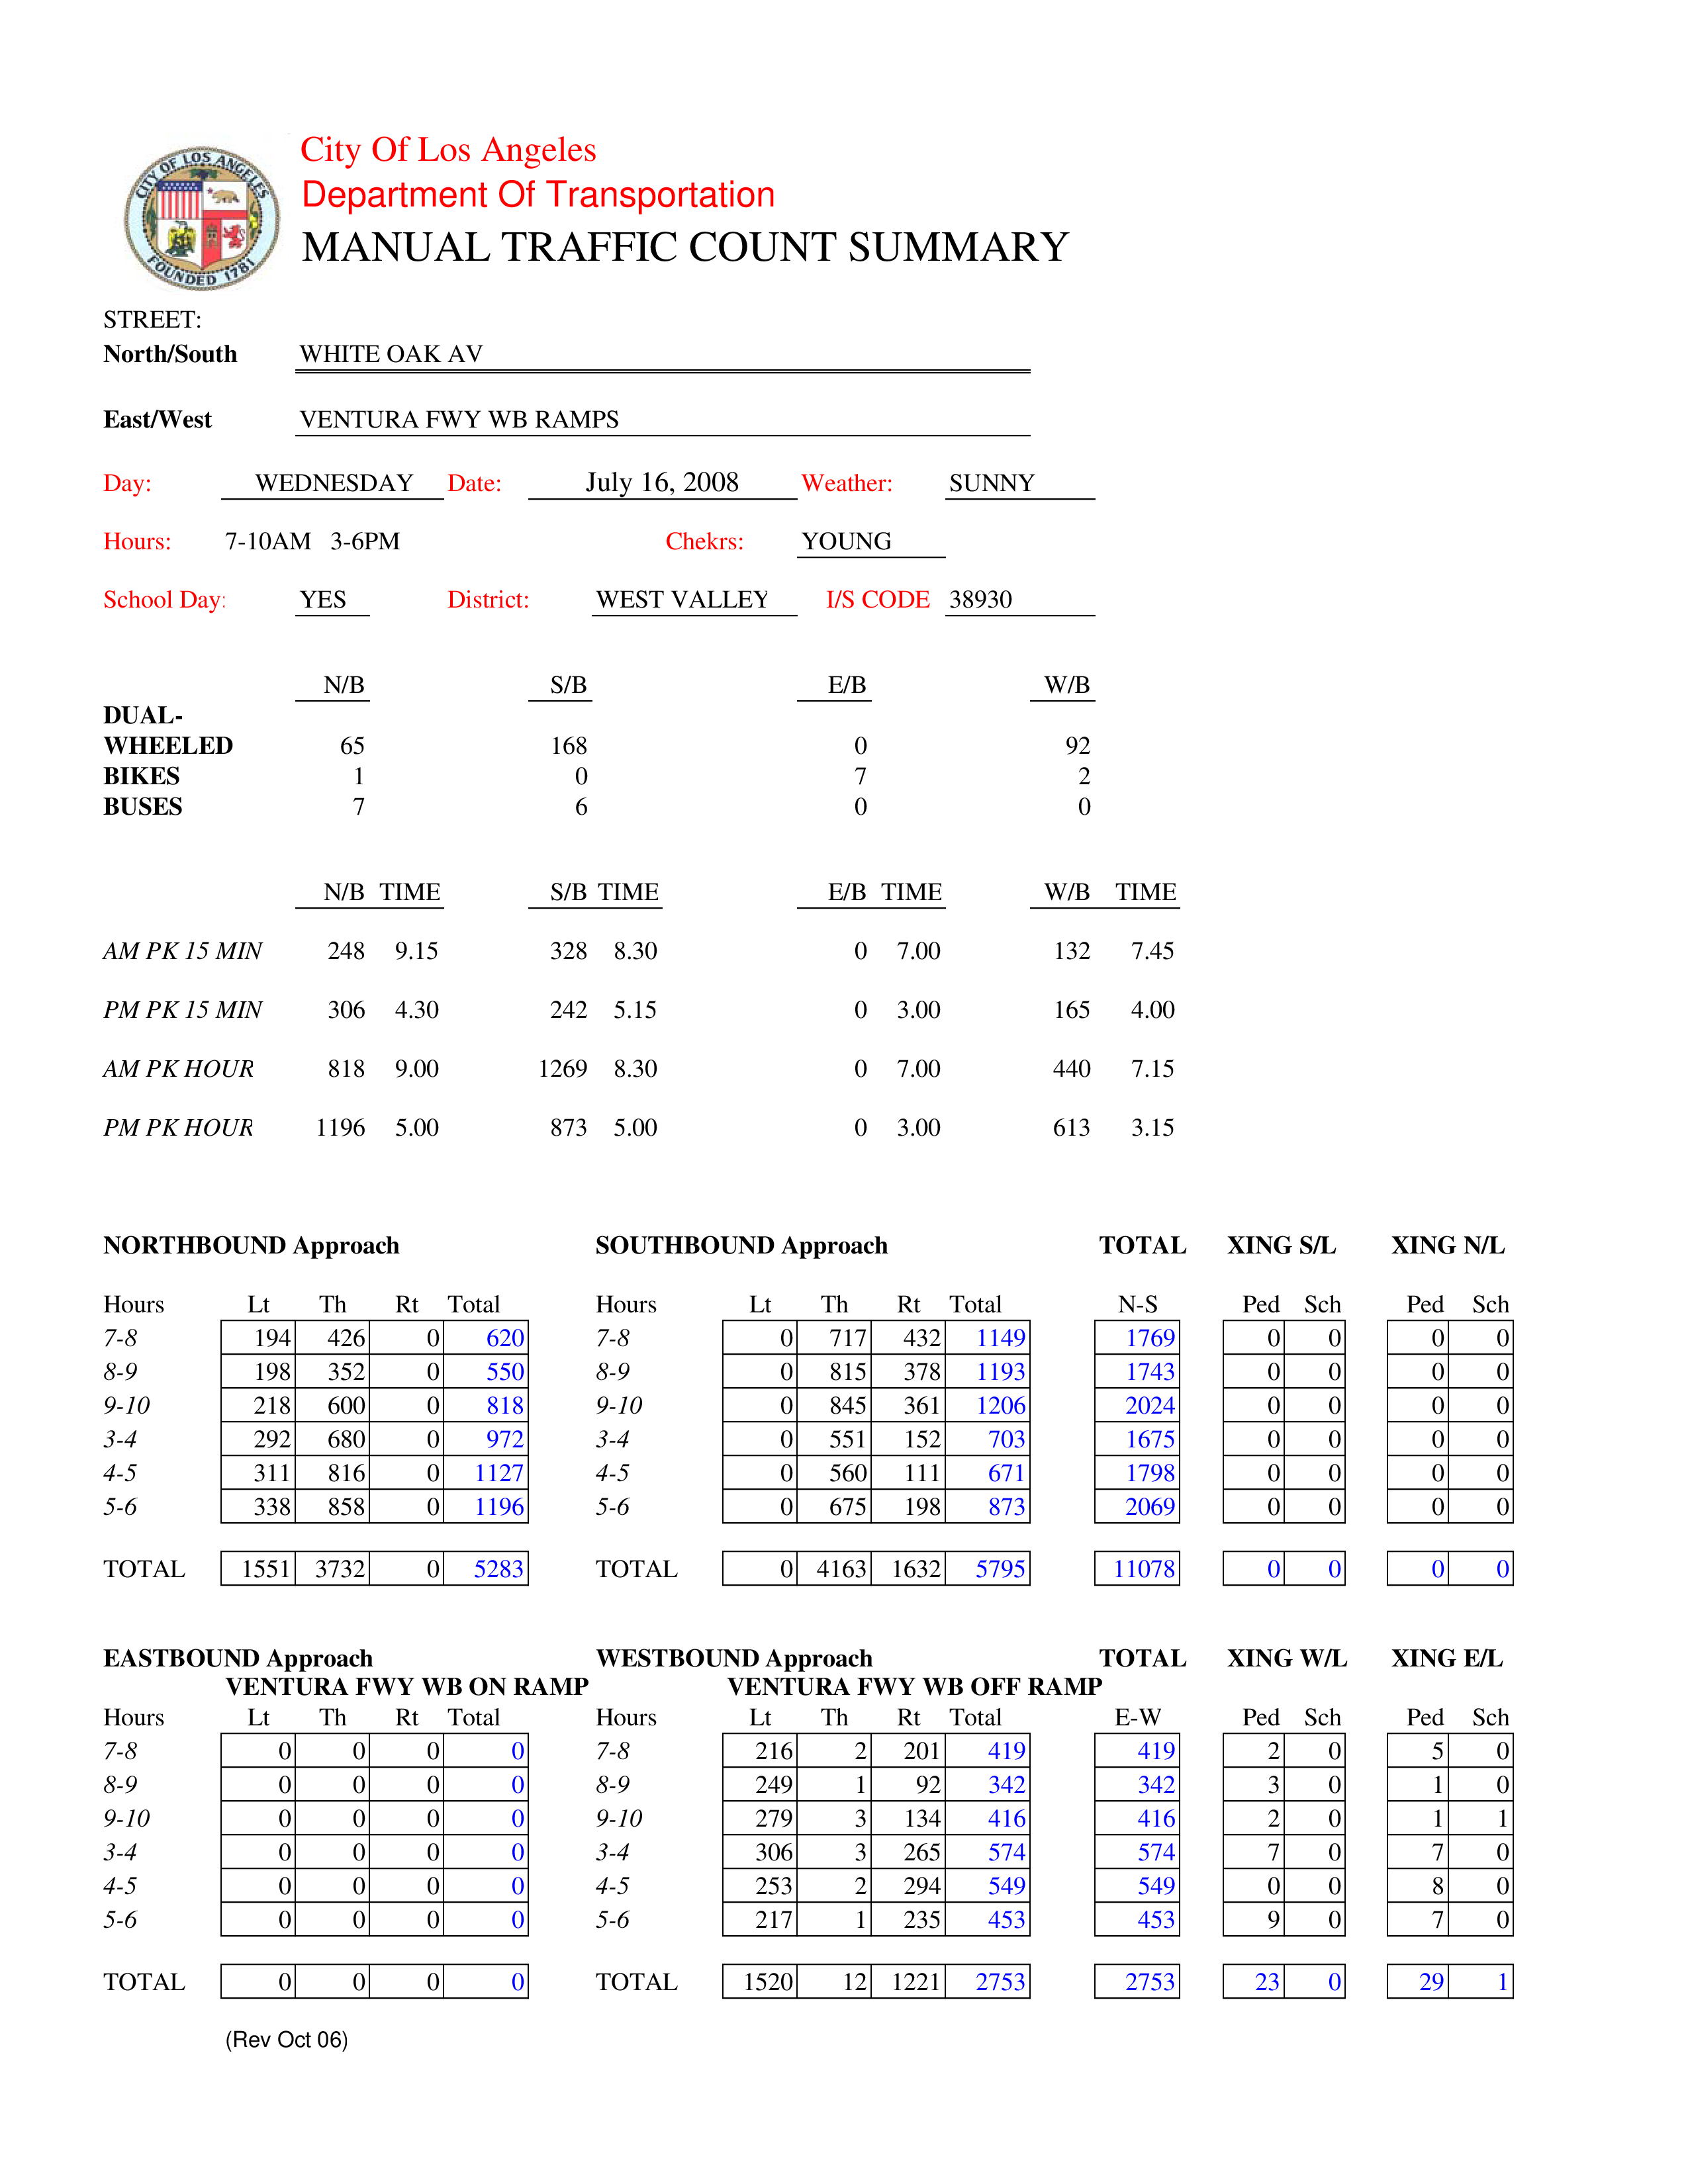 CITY OF LOS ANGELES
FOUNDED 1781
City Of Los Angeles
Department Of Transportation
MANUAL TRAFFIC COUNT SUMMARY
STREET:
North/South WHITE OAK AV
East/West VENTURA FWY WB RAMPS
Day: WEDNESDAY Date: July 16, 2008 Weather: SUNNY
Hours: 7-10AM 3-6PM Chekrs: YOUNG
School Day: YES District: WEST VALLEY I/S CODE 38930
N/B S/B E/B W/B
DUAL-
WHEELED 65 168 0 92
BIKES 1 0 7 2
BUSES 7 6 0 0
N/B TIME S/B TIME E/B TIME W/B TIME
AM PK 15 MIN 248 9.15 328 8.30 0 7.00 132 7.45
PM PK 15 MIN 306 4.30 242 5.15 0 3.00 165 4.00
AM PK HOUR 818 9.00 1269 8.30 0 7.00 440 7.15
PM PK HOUR 1196 5.00 873 5.00 0 3.00 613 3.15
NORTHBOUND Approach SOUTHBOUND Approach TOTAL XING S/L XING N/L
Hours Lt Th Rt Total Hours Lt Th Rt Total N-S Ped Sch Ped Sch
7-8 194 426 0 620 7-8 0 717 432 1149 1769 0 0 0 0
8-9 198 352 0 550 8-9 0 815 378 1193 1743 0 0 0 0
9-10 218 600 0 818 9-10 0 845 361 1206 2024 0 0 0 0
3-4 292 680 0 972 3-4 0 551 152 703 1675 0 0 0 0
4-5 311 816 0 1127 4-5 0 560 111 671 1798 0 0 0 0
5-6 338 858 0 1196 5-6 0 675 198 873 2069 0 0 0 0
TOTAL 1551 3732 0 5283 TOTAL 0 4163 1632 5795 11078 0 0 0 0
EASTBOUND Approach WESTBOUND Approach TOTAL XING W/L XING E/L
VENTURA FWY WB ON RAMP VENTURA FWY WB OFF RAMP
Hours Lt Th Rt Total Hours Lt Th Rt Total E-W Ped Sch Ped Sch
7-8 0 0 0 0 7-8 216 2 201 419 419 2 0 5 0
8-9 0 0 0 0 8-9 249 1 92 342 342 3 0 1 0
9-10 0 0 0 0 9-10 279 3 134 416 416 2 0 1 1
3-4 0 0 0 0 3-4 306 3 265 574 574 7 0 7 0
4-5 0 0 0 0 4-5 253 2 294 549 549 0 0 8 0
5-6 0 0 0 0 5-6 217 1 235 453 453 9 0 7 0
TOTAL 0 0 0 0 TOTAL 1520 12 1221 2753 2753 23 0 29 1
(Rev Oct 06)